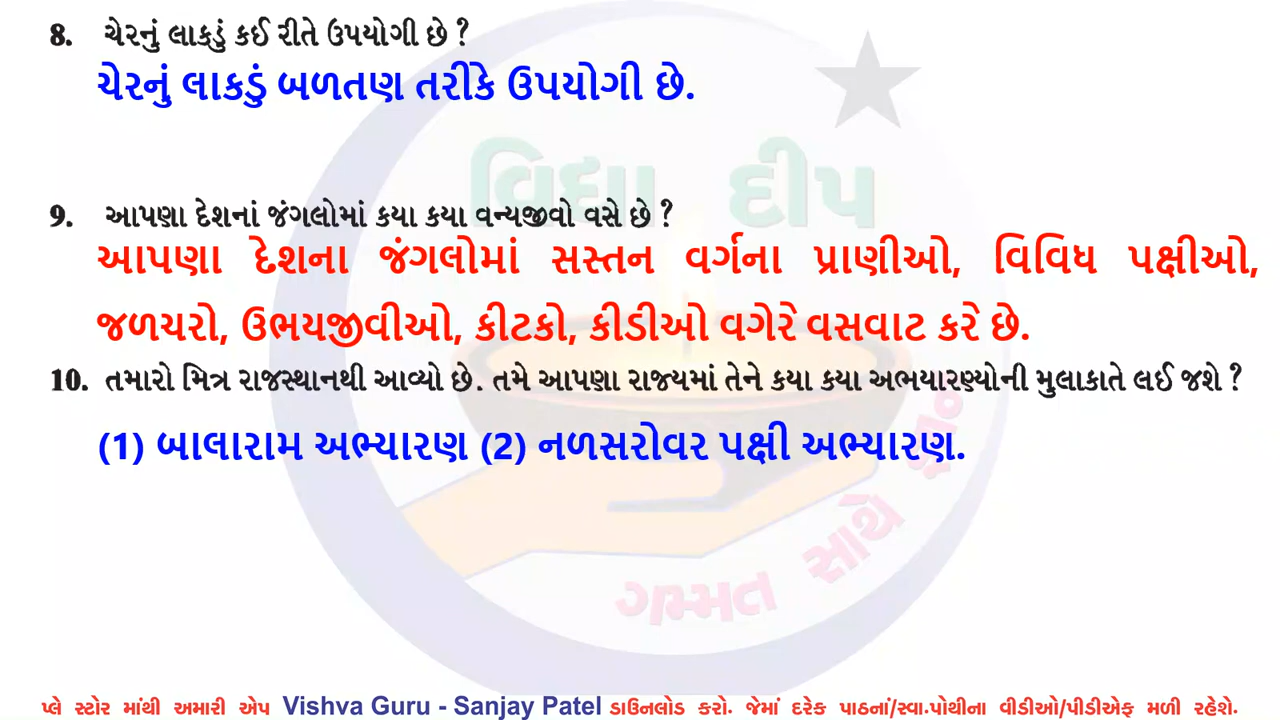 8. ચેરનું લાકડું કઈ રીતે ઉપયોગી છે ?
ચેરનું લાકડું બળતણ તરીકે ઉપયોગી છે.
વિદ્યા દીપ
9. આપણા દેશનાં જંગલોમાં કયા કયા વન્યજીવો વસે છે ?
આપણા દેશના જંગલોમાં સસ્તન વર્ગના પ્રાણીઓ, વિવિધ પક્ષીઓ,
જળચરો, ઉભયજીવીઓ, કીટકો, કીડીઓ વગેરે વસવાટ કરે છે.
10. તમારો મિત્ર રાજસ્થાનથી આવ્યો છે. તમે આપણા રાજ્યમાં તેને કયા કયા અભયારણ્યોની મુલાકાતે લઈ જશો ?
(1) બાલારામ અભ્યારણ (2) નળસરોવર પક્ષી અભ્યારણ.
ગમ્મત સાથે જ્ઞાન
પ્લે સ્ટોર માંથી અમારી એપ Vishva Guru - Sanjay Patel ડાઉનલોડ કરો. જેમાં દરેક પાઠનાં/સ્વા.પોથીના વીડીઓ/પીડીએફ મળી રહેશે.